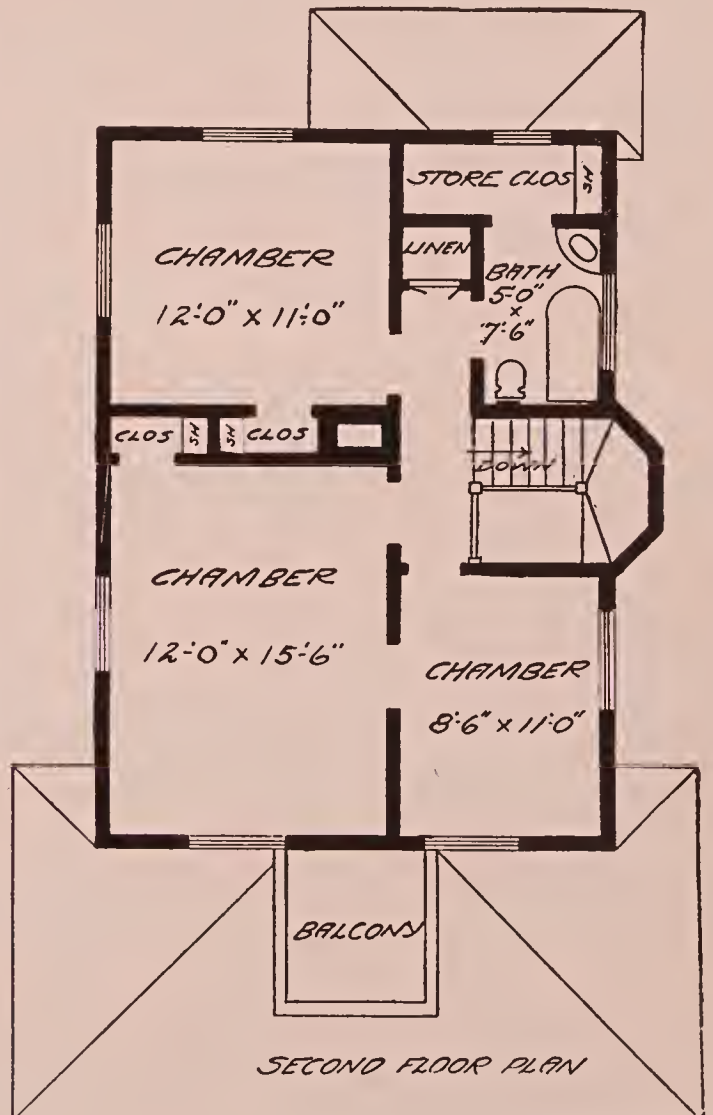 STORE CLOS
SH
LINEN
CHAMBER
12'-0" X 11'-0"
BATH
5-0"
X
7'-6"
CLOS
SH
SH
CLOS
DOWN
CHAMBER
12'-0" X 15'-6"
CHAMBER
8'-6" X 11'-0"
BALCONY
SECOND FLOOR PLAN